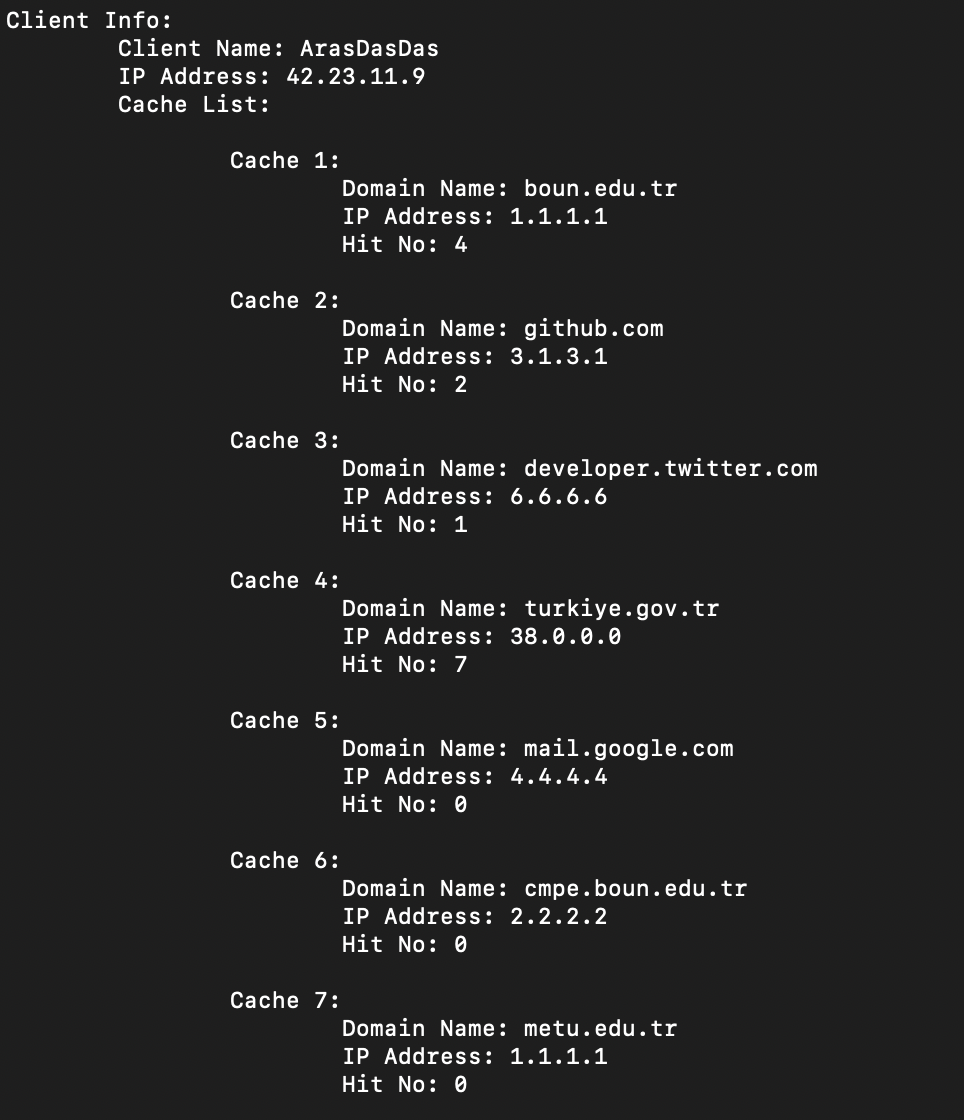 Client Info:
Client Name: ArasDasDas
IP Address: 42.23.11.9
Cache List:
Cache 1:
Domain Name: boun.edu.tr
IP Address: 1.1.1.1
Hit No: 4
Cache 2:
Domain Name: github.com
IP Address: 3.1.3.1
Hit No: 2
Cache 3:
Domain Name: developer.twitter.com
IP Address: 6.6.6.6
Hit No: 1
Cache 4:
Domain Name: turkiye.gov.tr
IP Address: 38.0.0.0
Hit No: 7
Cache 5:
Domain Name: mail.google.com
IP Address: 4.4.4.4
Hit No: 0
Cache 6:
Domain Name: cmpe.boun.edu.tr
IP Address: 2.2.2.2
Hit No: 0
Cache 7:
Domain Name: metu.edu.tr
IP Address: 1.1.1.1
Hit No: 0